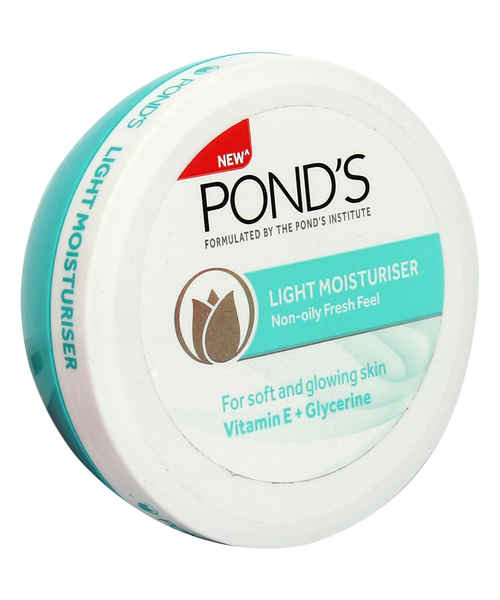 NEW^
POND'S
FORMULATED BY THE POND'S INSTITUTE
LIGHT MOISTURISER
Non-oily Fresh Feel
For soft and glowing skin
Vitamin E + Glycerine
POND'S LIGHT MOISTURISER